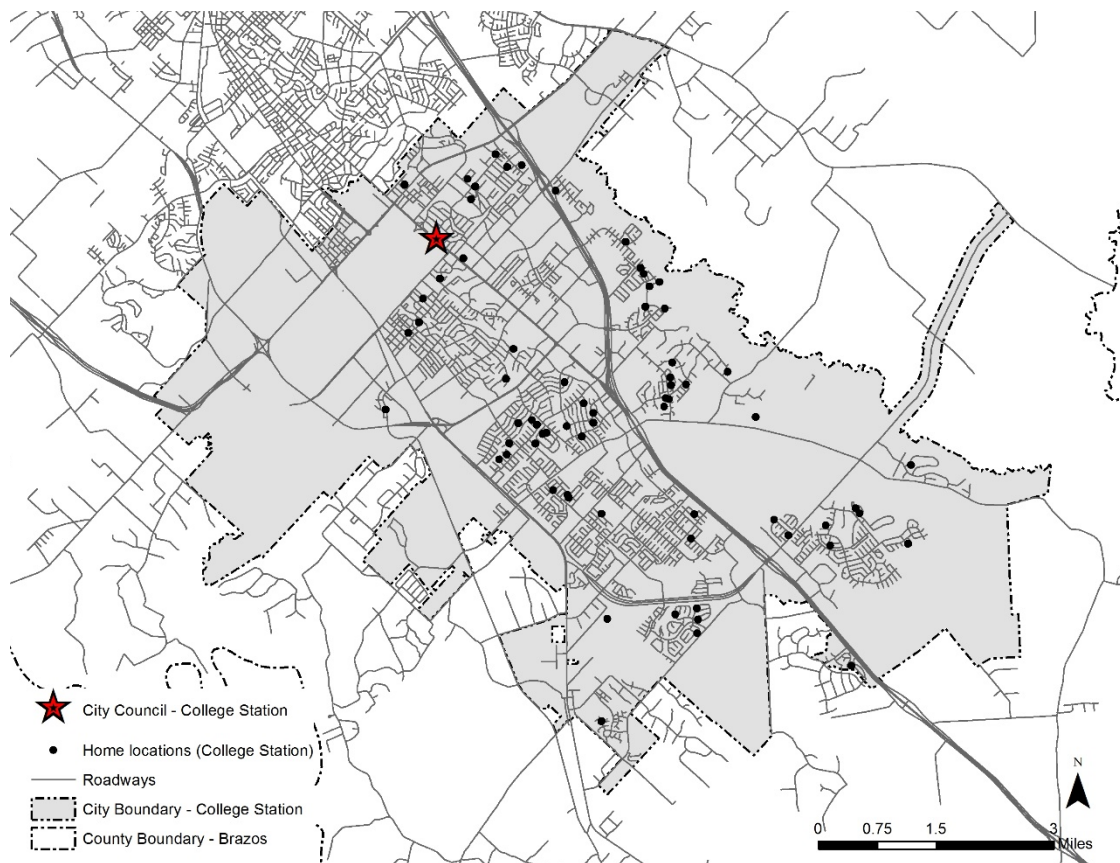 City Council - College Station
Home locations (College Station)
Roadways
City Boundary - College Station
County Boundary - Brazos
N
0 0.75 1.5 3
Miles